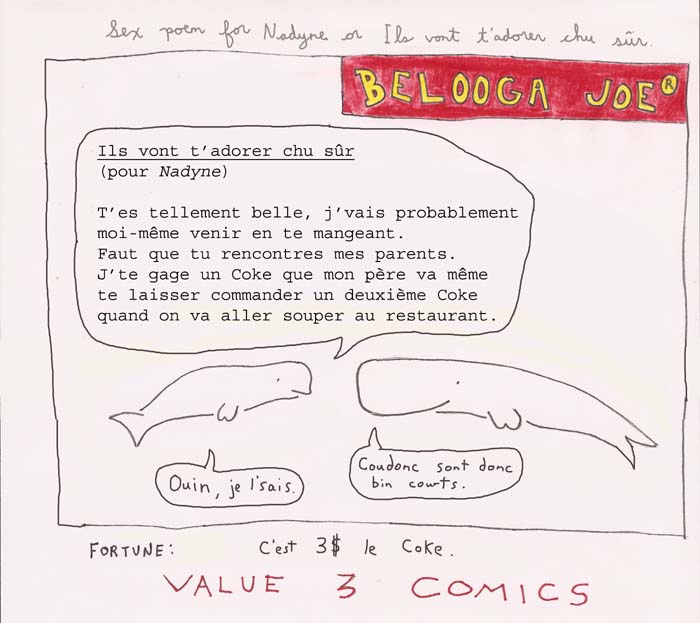 Sex poem for Nadyne or Ils vont t'adorer chu sûr.
BELOOGA JOE®
Ils vont t'adorer chu sûr
(pour Nadyne)
T'es tellement belle, j'vais probablement
moi-même venir en te mangeant.
Faut que tu rencontres mes parents.
J'te gage un Coke que mon père va même
te laisser commander un deuxième Coke
quand on va aller souper au restaurant.
Coudonc sont donc
bin courts.
Ouin, je l'sais.
FORTUNE: C'est 3$ le Coke.
VALUE 3 COMICS